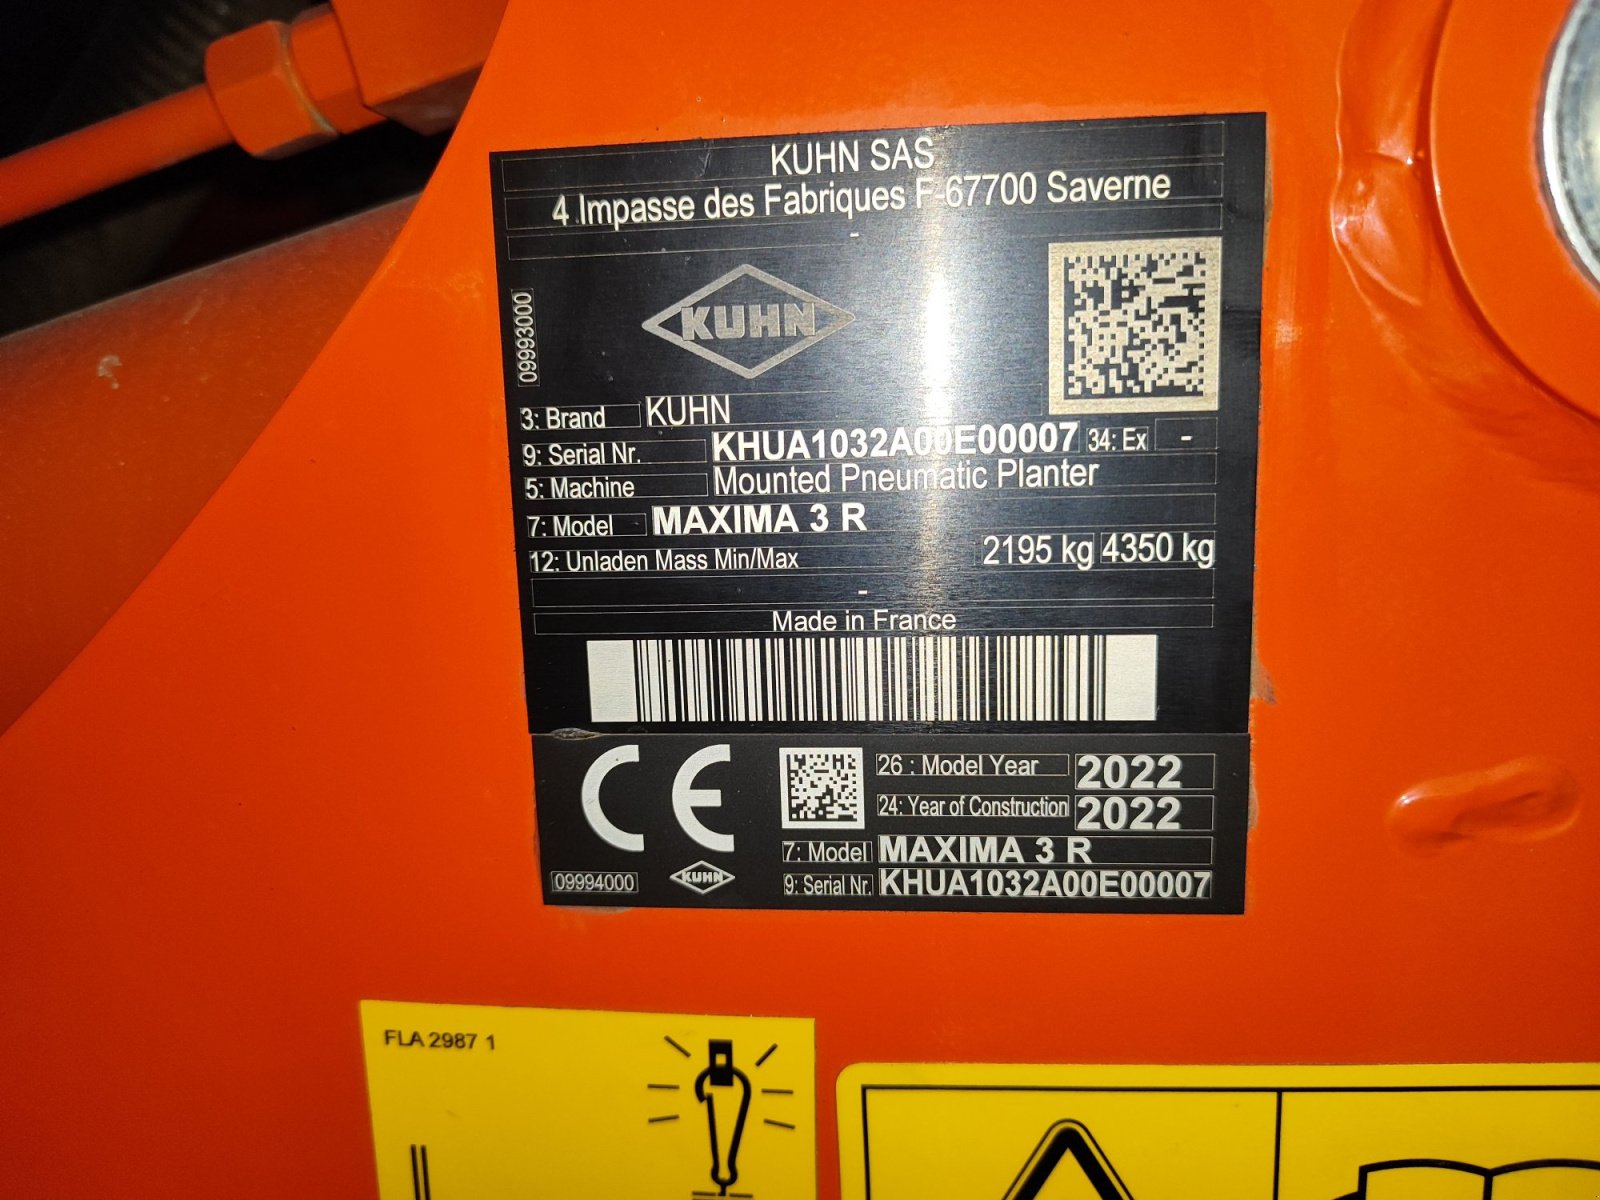 KUHN SAS
4 Impasse des Fabriques F-67700 Saverne
-
09993000
KUHN
3: Brand KUHN
9: Serial Nr. KHUA1032A00E00007 34: Ex -
5: Machine Mounted Pneumatic Planter
7: Model MAXIMA 3 R
12: Unladen Mass Min/Max 2195 kg 4350 kg
-
Made in France
CE
26 : Model Year 2022
24: Year of Construction 2022
7: Model MAXIMA 3 R
09994000 KUHN 9: Serial Nr. KHUA1032A00E00007
FLA 2987 1